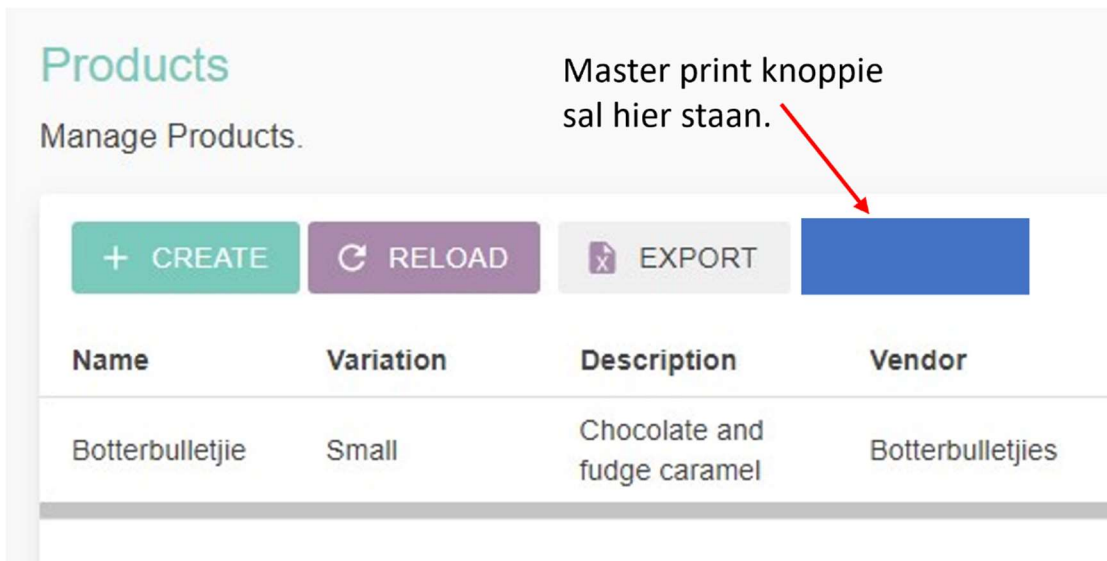 Products
Master print knoppie
sal hier staan.
Manage Products.
+ CREATE
RELOAD
EXPORT
Name Variation Description Vendor
Botterbulletjie Small Chocolate and fudge caramel Botterbulletjies